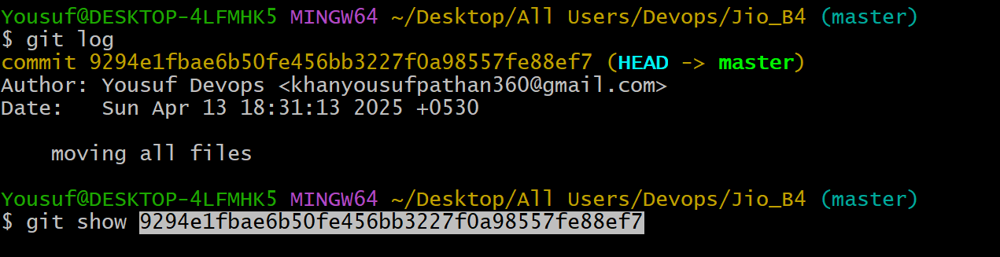 Yousuf@DESKTOP-4LFMHK5 MINGW64 ~/Desktop/All Users/Devops/Jio_B4 (master)
$ git log
commit 9294e1fbae6b50fe456bb3227f0a98557fe88ef7 (HEAD -> master)
Author: Yousuf Devops <khanyousufpathan360@gmail.com>
Date:   Sun Apr 13 18:31:13 2025 +0530
    moving all files
Yousuf@DESKTOP-4LFMHK5 MINGW64 ~/Desktop/All Users/Devops/Jio_B4 (master)
$ git show 9294e1fbae6b50fe456bb3227f0a98557fe88ef7